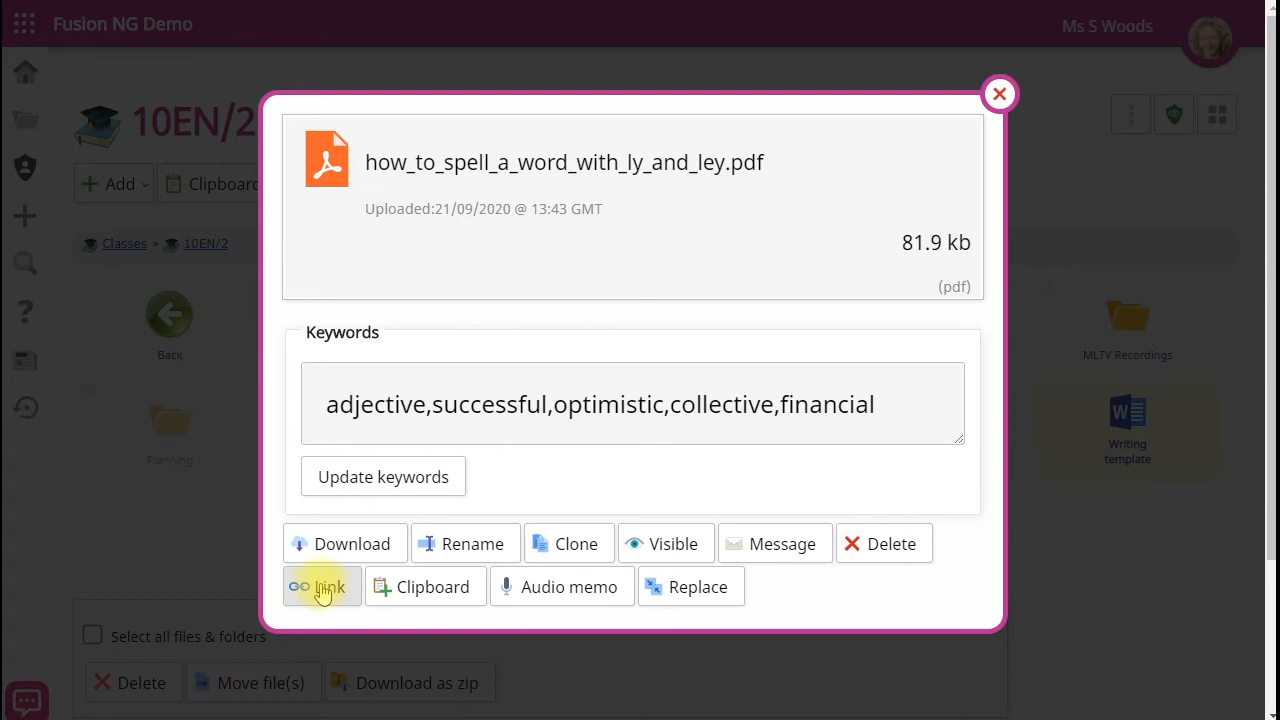 Fusion NG Demo
Ms S Woods
10EN/2
Add
Clipboard
Classes » 10EN/2
how_to_spell_a_word_with_ly_and_ley.pdf
Uploaded:21/09/2020 @ 13:43 GMT
81.9 kb
(pdf)
Keywords
adjective,successful,optimistic,collective,financial
Update keywords
Download
Rename
Clone
Visible
Message
Delete
Link
Clipboard
Audio memo
Replace
Back
MLTV Recordings
Planning
Writing
template
Select all files & folders
Delete
Move file(s)
Download as zip